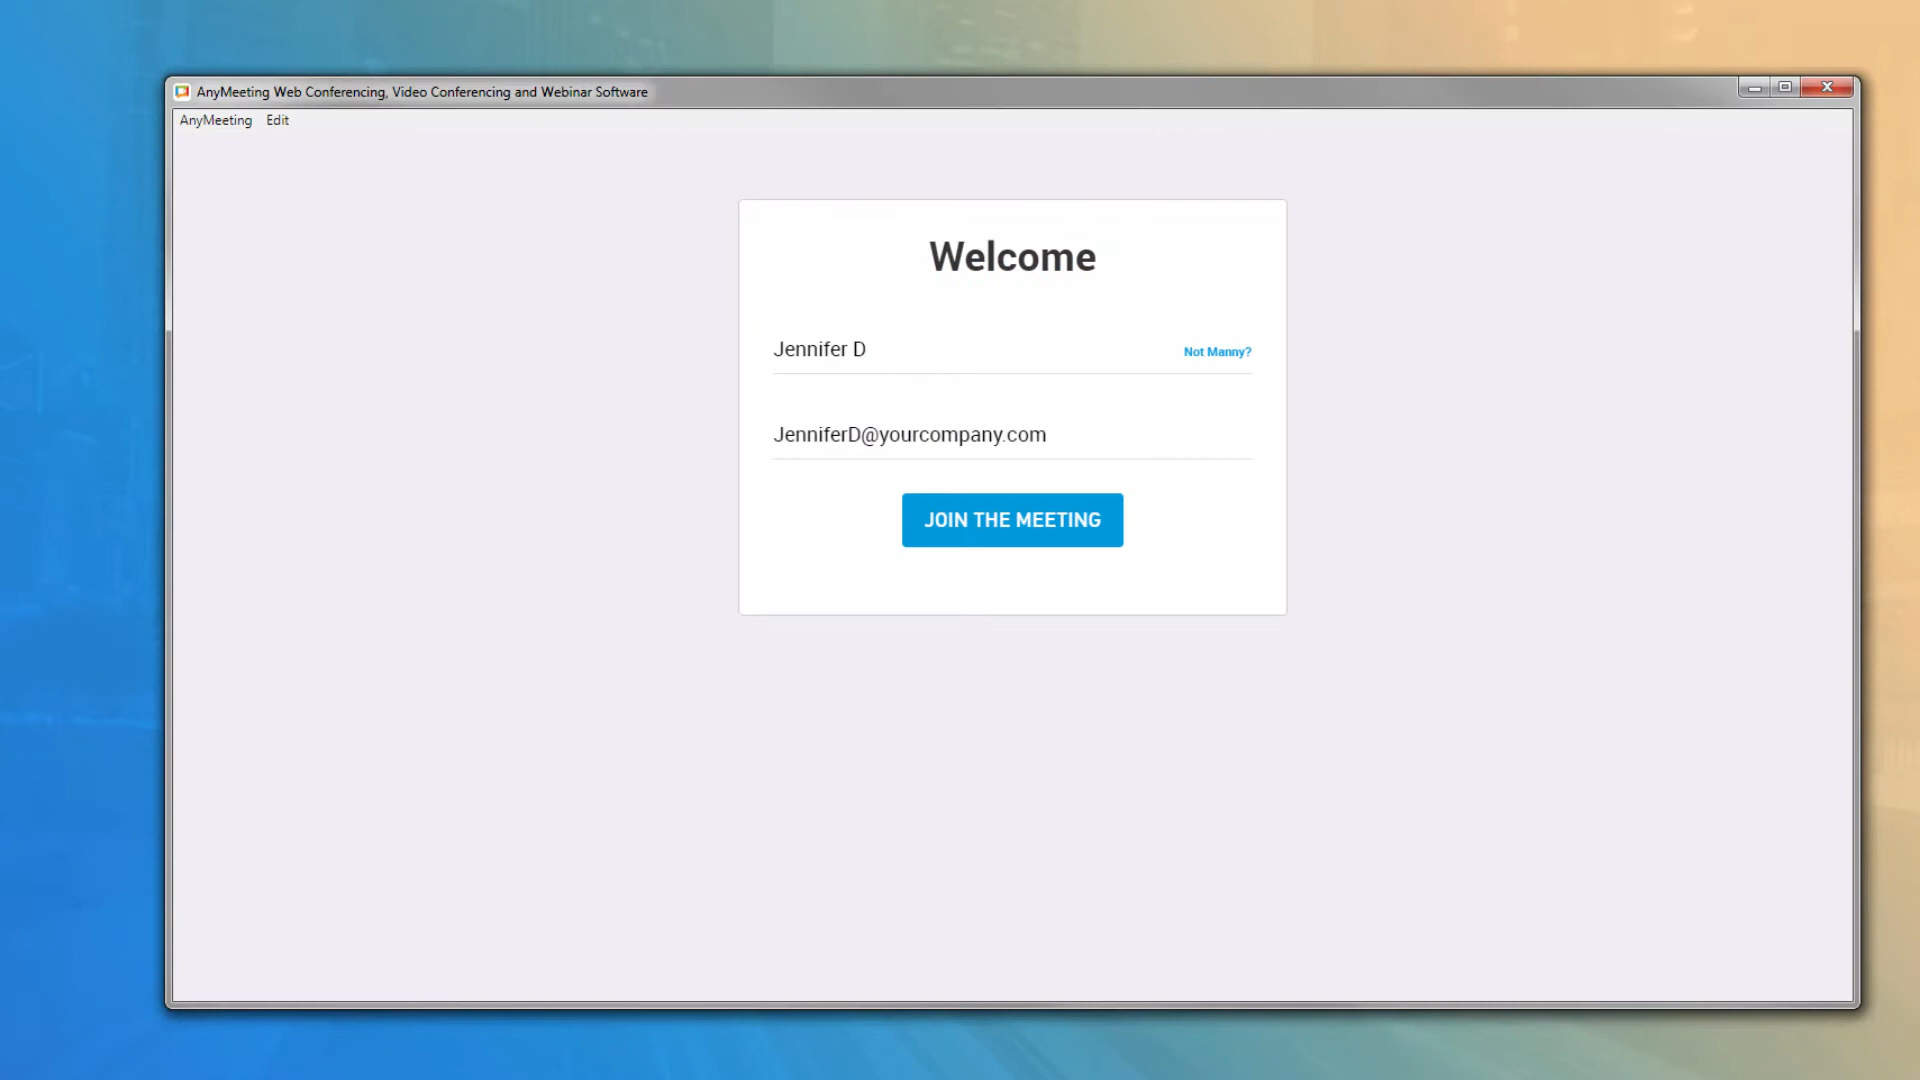 AnyMeeting Web Conferencing, Video Conferencing and Webinar Software
AnyMeeting Edit
Welcome
Jennifer D Not Manny?
JenniferD@yourcompany.com
JOIN THE MEETING